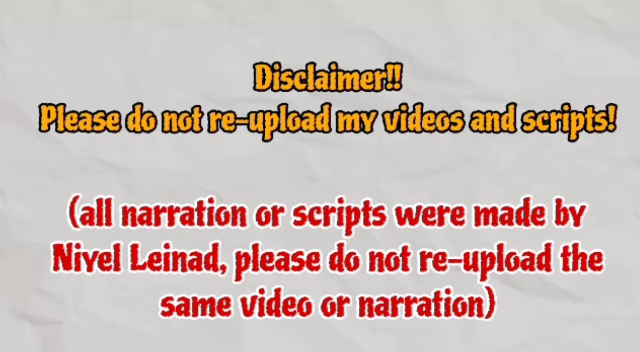 Disclaimer!!
Please do not re-upload my videos and scripts!
(all narration or scripts were made by
Nivel Leinad, please do not re-upload the
same video or narration)